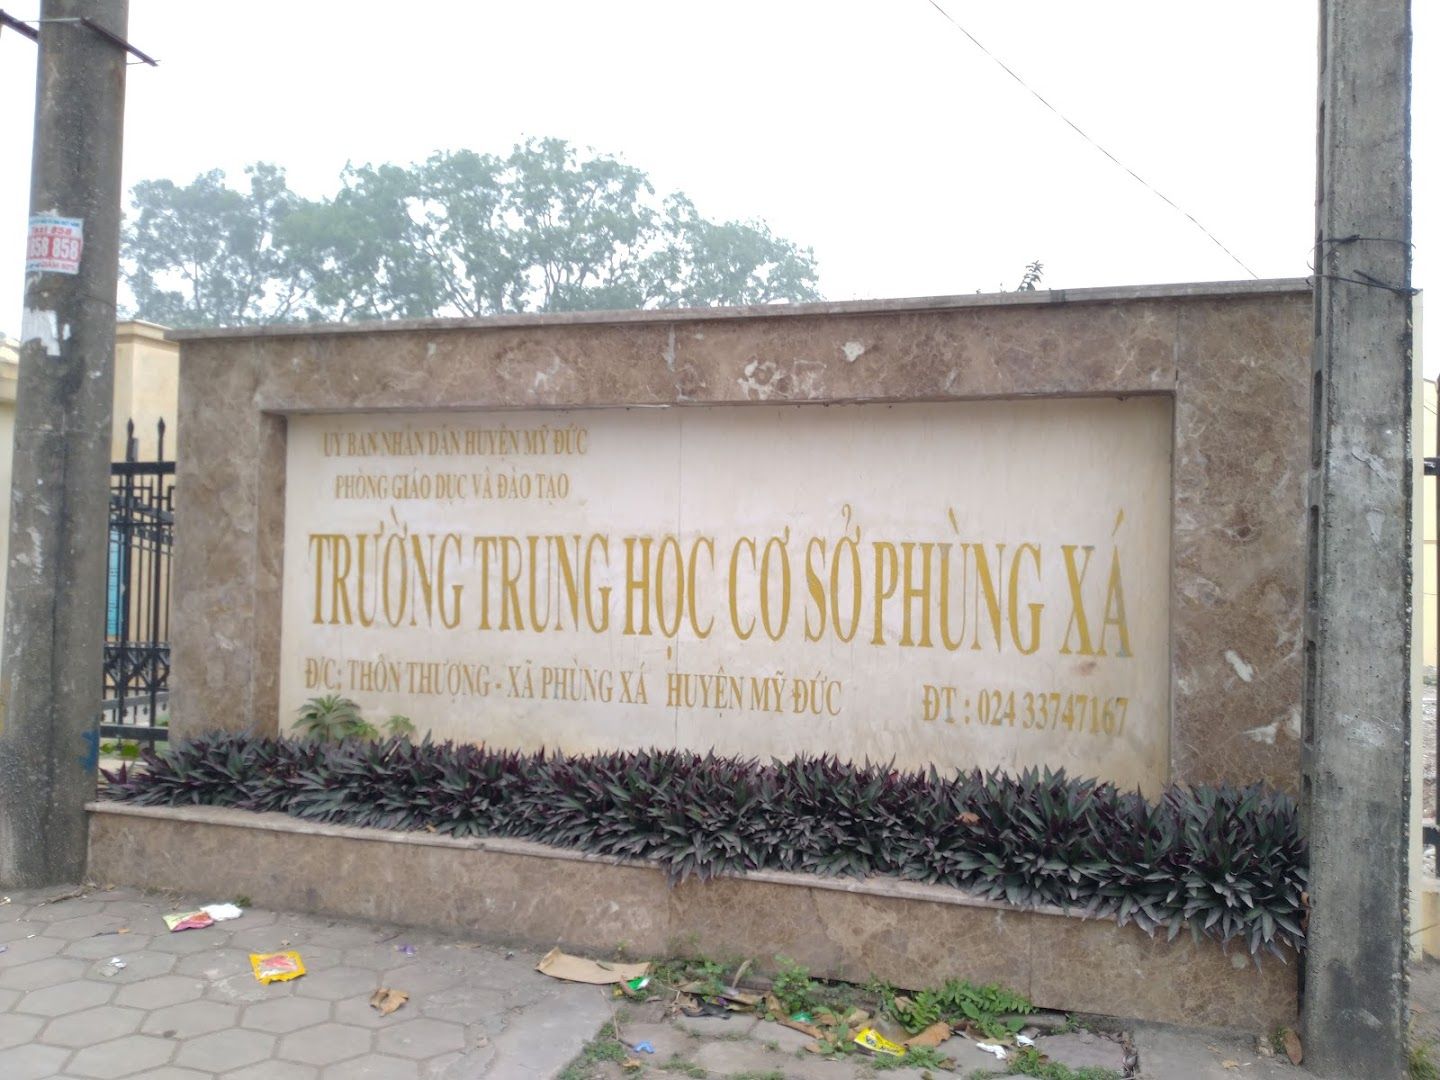 UỶ BAN NHÂN DÂN HUYỆN MỸ ĐỨC
PHÒNG GIÁO DỤC VÀ ĐÀO TẠO
TRƯỜNG TRUNG HỌC CƠ SỞ PHÙNG XÁ
Đ/C: THÔN THƯỢNG - XÃ PHÙNG XÁ HUYỆN MỸ ĐỨC ĐT : 024 33747167